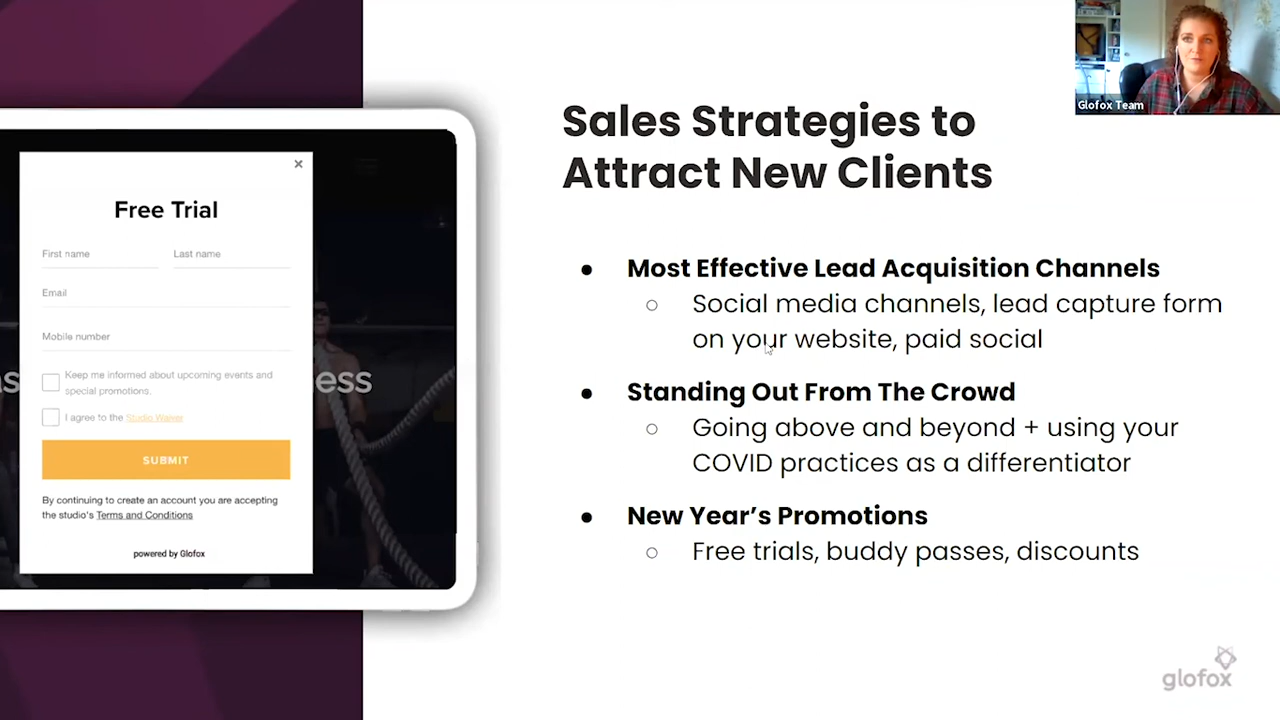 Glofox Team
Sales Strategies to
Attract New Clients
Free Trial
First name
Last name
Email
Mobile number
Keep me informed about upcoming events and
special promotions.
I agree to the Studio Waiver
SUBMIT
By continuing to create an account you are accepting
the studio's Terms and Conditions
powered by Glofox
ess
● Most Effective Lead Acquisition Channels
○ Social media channels, lead capture form
on your website, paid social
● Standing Out From The Crowd
○ Going above and beyond + using your
COVID practices as a differentiator
● New Year's Promotions
○ Free trials, buddy passes, discounts
glofox